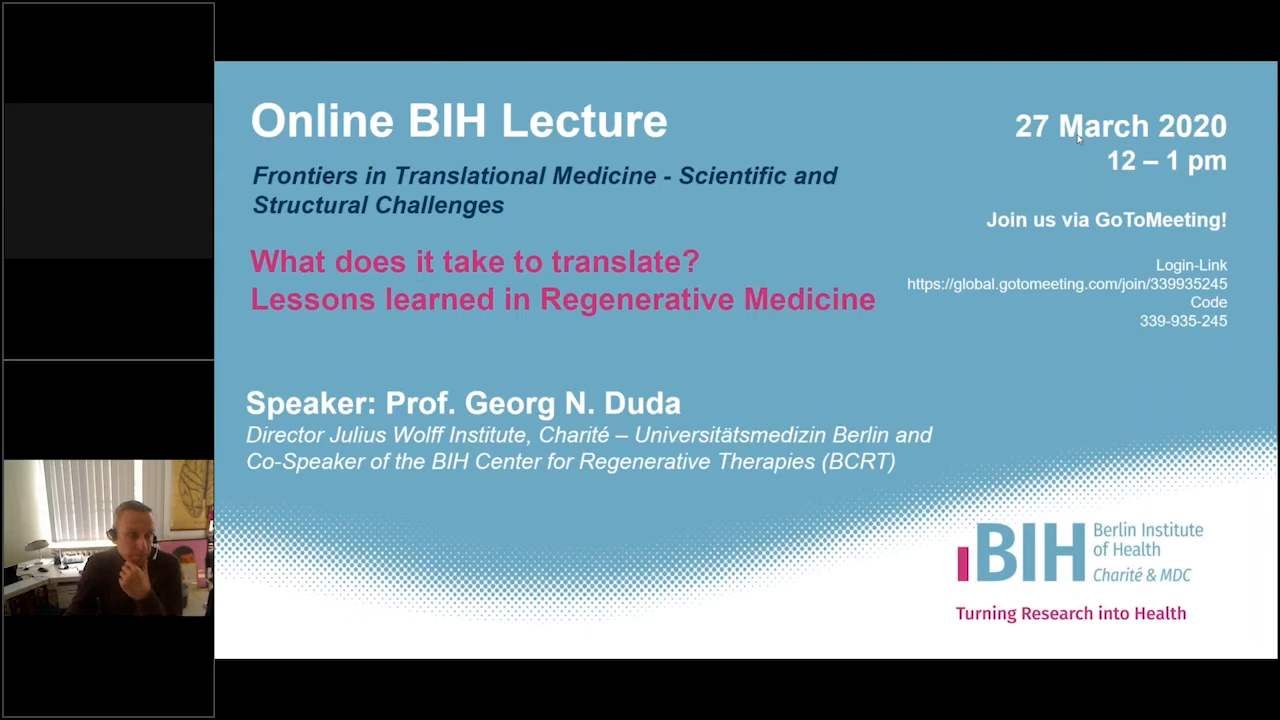 Online BIH Lecture
Frontiers in Translational Medicine - Scientific and
Structural Challenges
What does it take to translate?
Lessons learned in Regenerative Medicine
27 March 2020
12 – 1 pm
Join us via GoToMeeting!
Login-Link
https://global.gotomeeting.com/join/339935245
Code
339-935-245
Speaker: Prof. Georg N. Duda
Director Julius Wolff Institute, Charité – Universitätsmedizin Berlin and
Co-Speaker of the BIH Center for Regenerative Therapies (BCRT)
BIH
Berlin Institute
of Health
Charité & MDC
Turning Research into Health